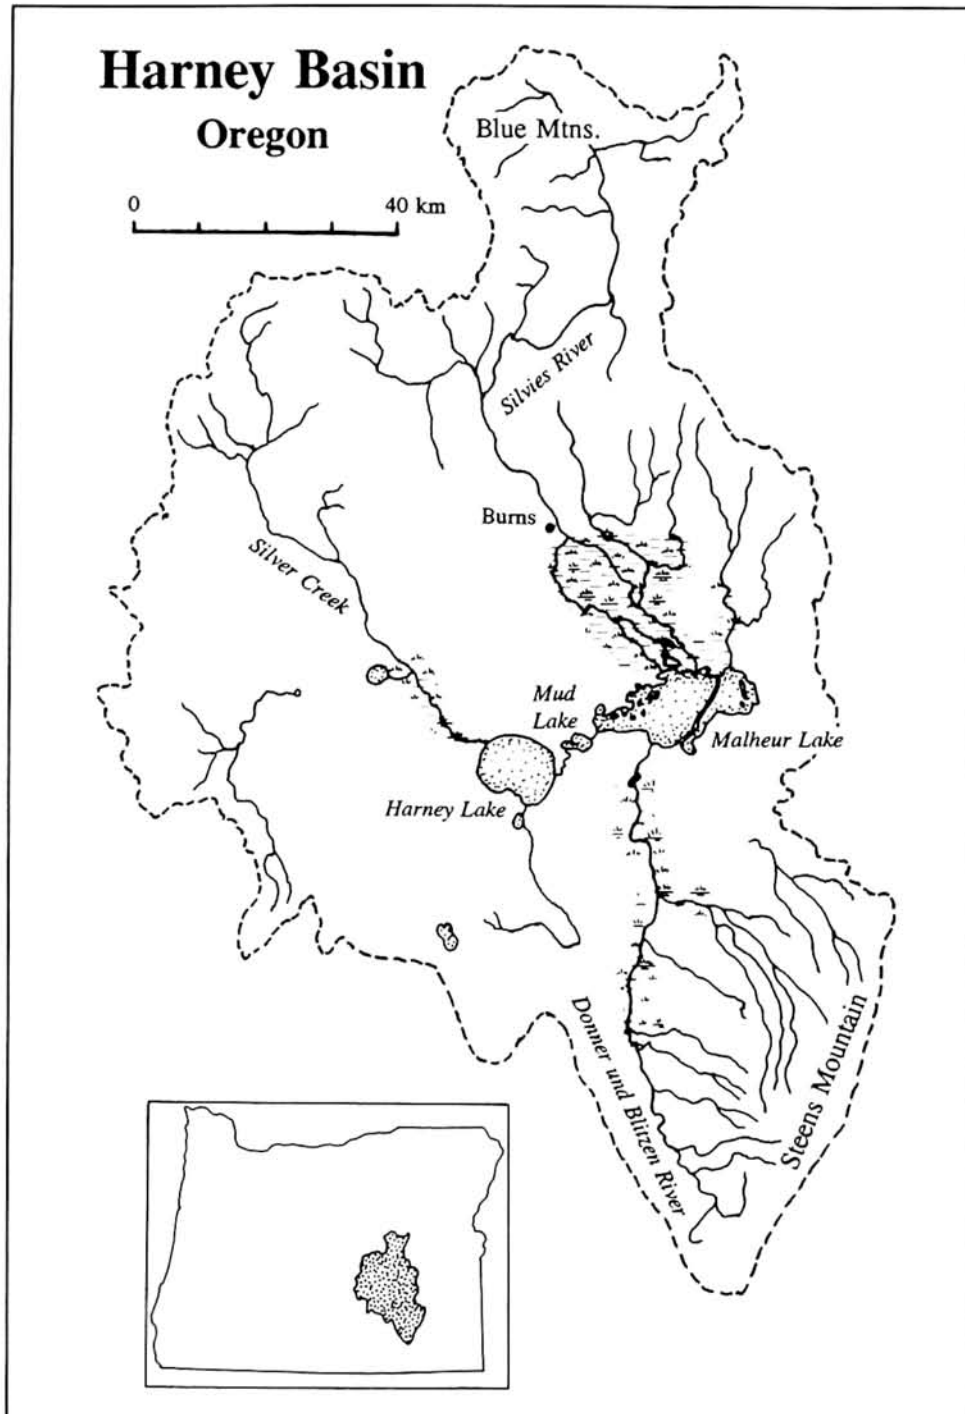 Harney Basin
Oregon
0 40 km
Blue Mtns.
Silvies River
Burns
Silver Creek
Mud
Lake
Malheur Lake
Harney Lake
Donner und Blitzen River
Steens Mountain